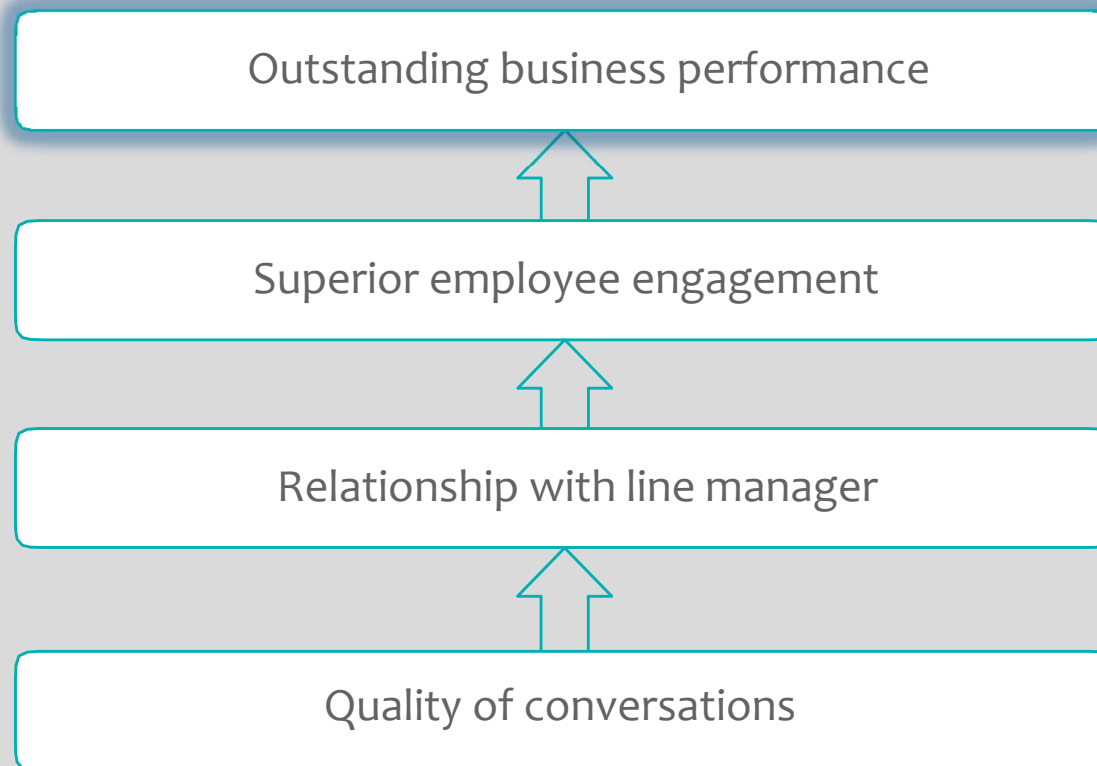 Outstanding business performance
Superior employee engagement
Relationship with line manager
Quality of conversations